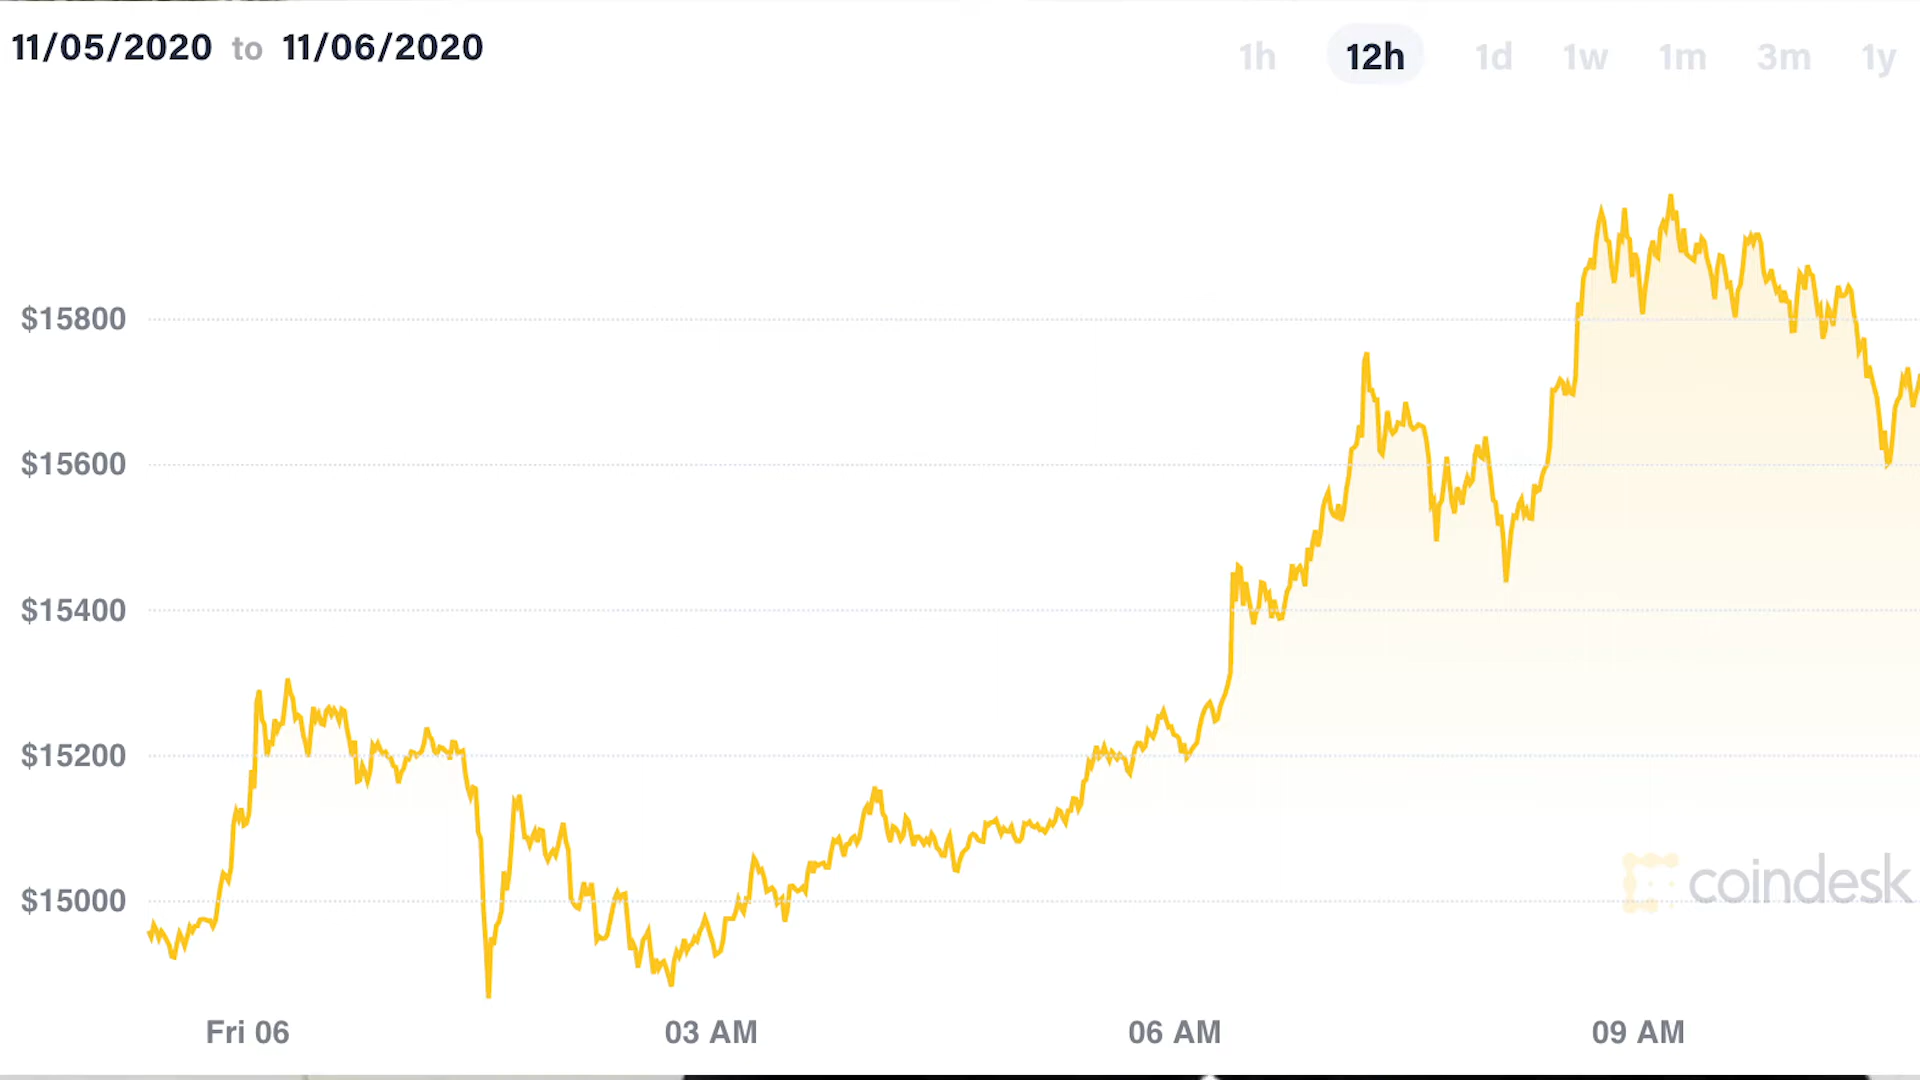 11/05/2020 to 11/06/2020
1h 12h 1d 1w 1m 3m 1y
$15800
$15600
$15400
$15200
$15000
coindesk
Fri 06 03 AM 06 AM 09 AM